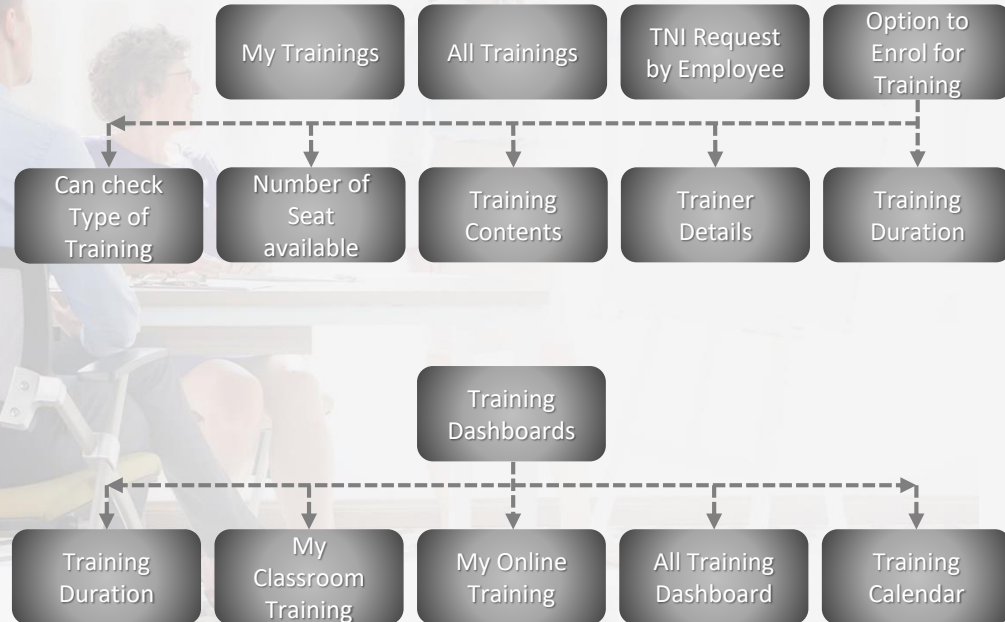 My Trainings
All Trainings
TNI Request
by Employee
Option to
Enrol for
Training
Can check
Type of
Training
Number of
Seat
available
Training
Contents
Trainer
Details
Training
Duration
Training
Dashboards
Training
Duration
My
Classroom
Training
My Online
Training
All Training
Dashboard
Training
Calendar